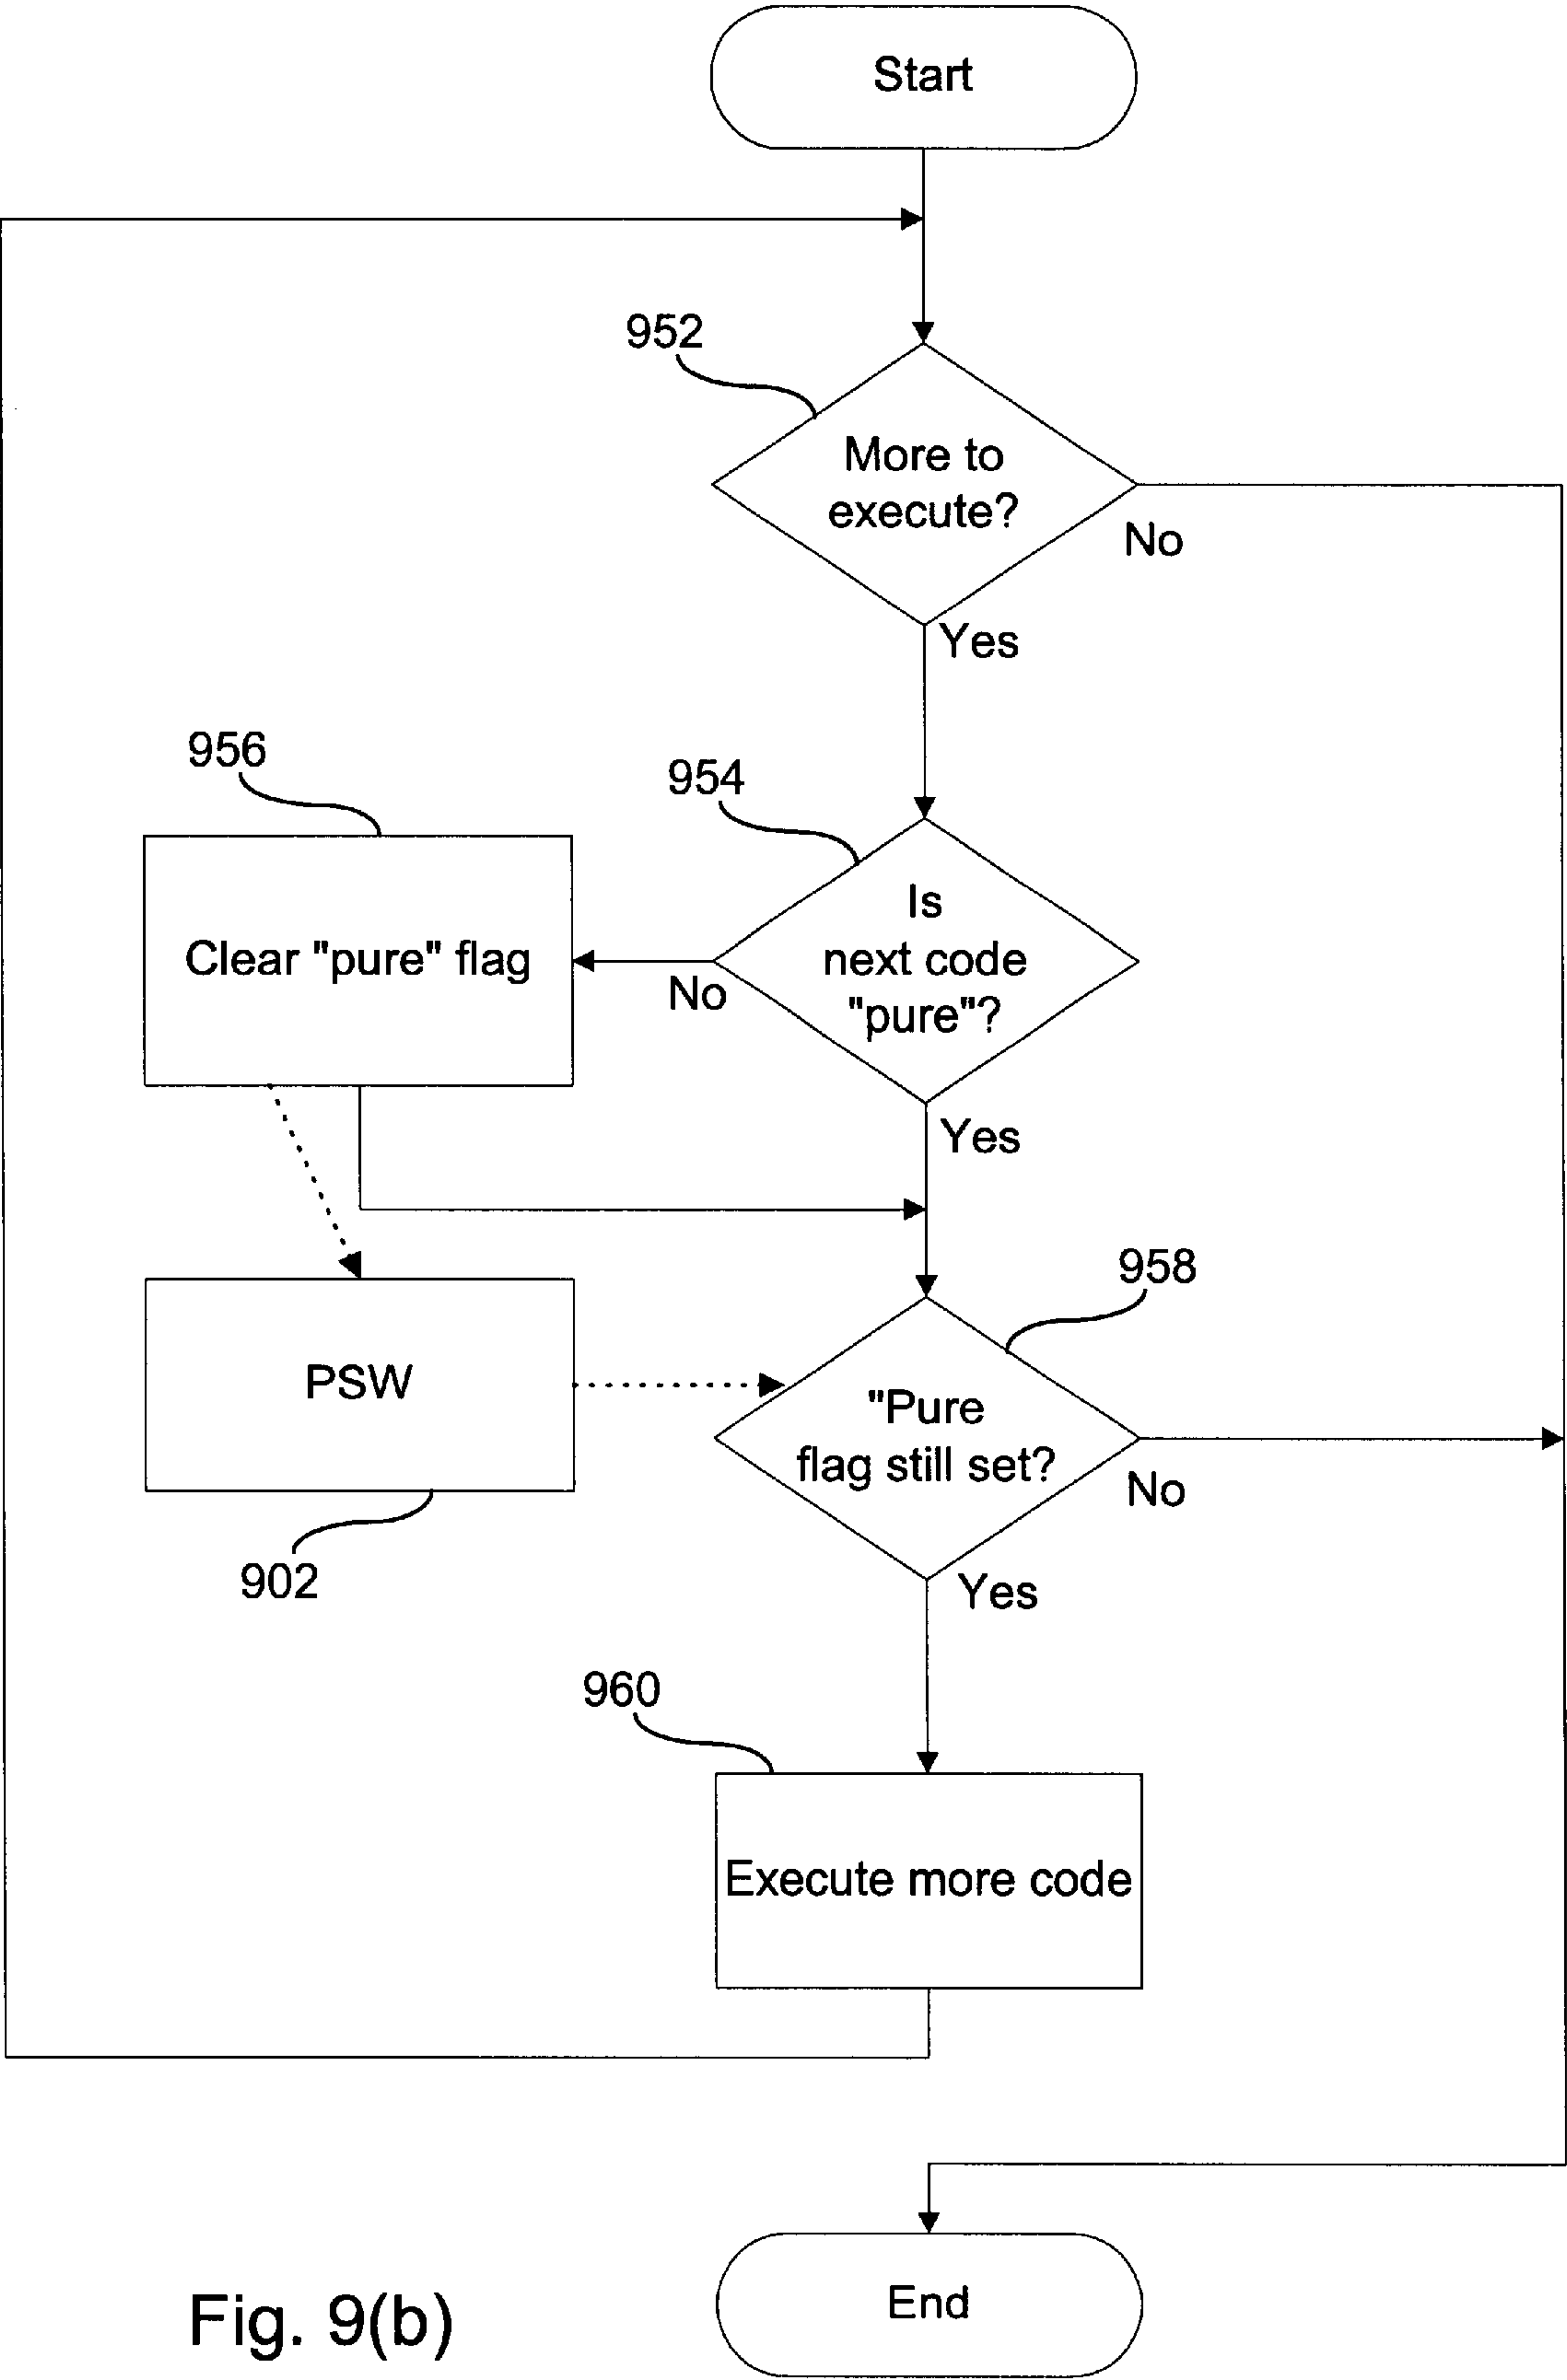 Start
952
More to
execute?
No
Yes
956
954
Is
next code
"pure"?
Clear "pure" flag
No
Yes
958
PSW
"Pure
flag still set?
No
902
Yes
960
Execute more code
End
Fig. 9(b)